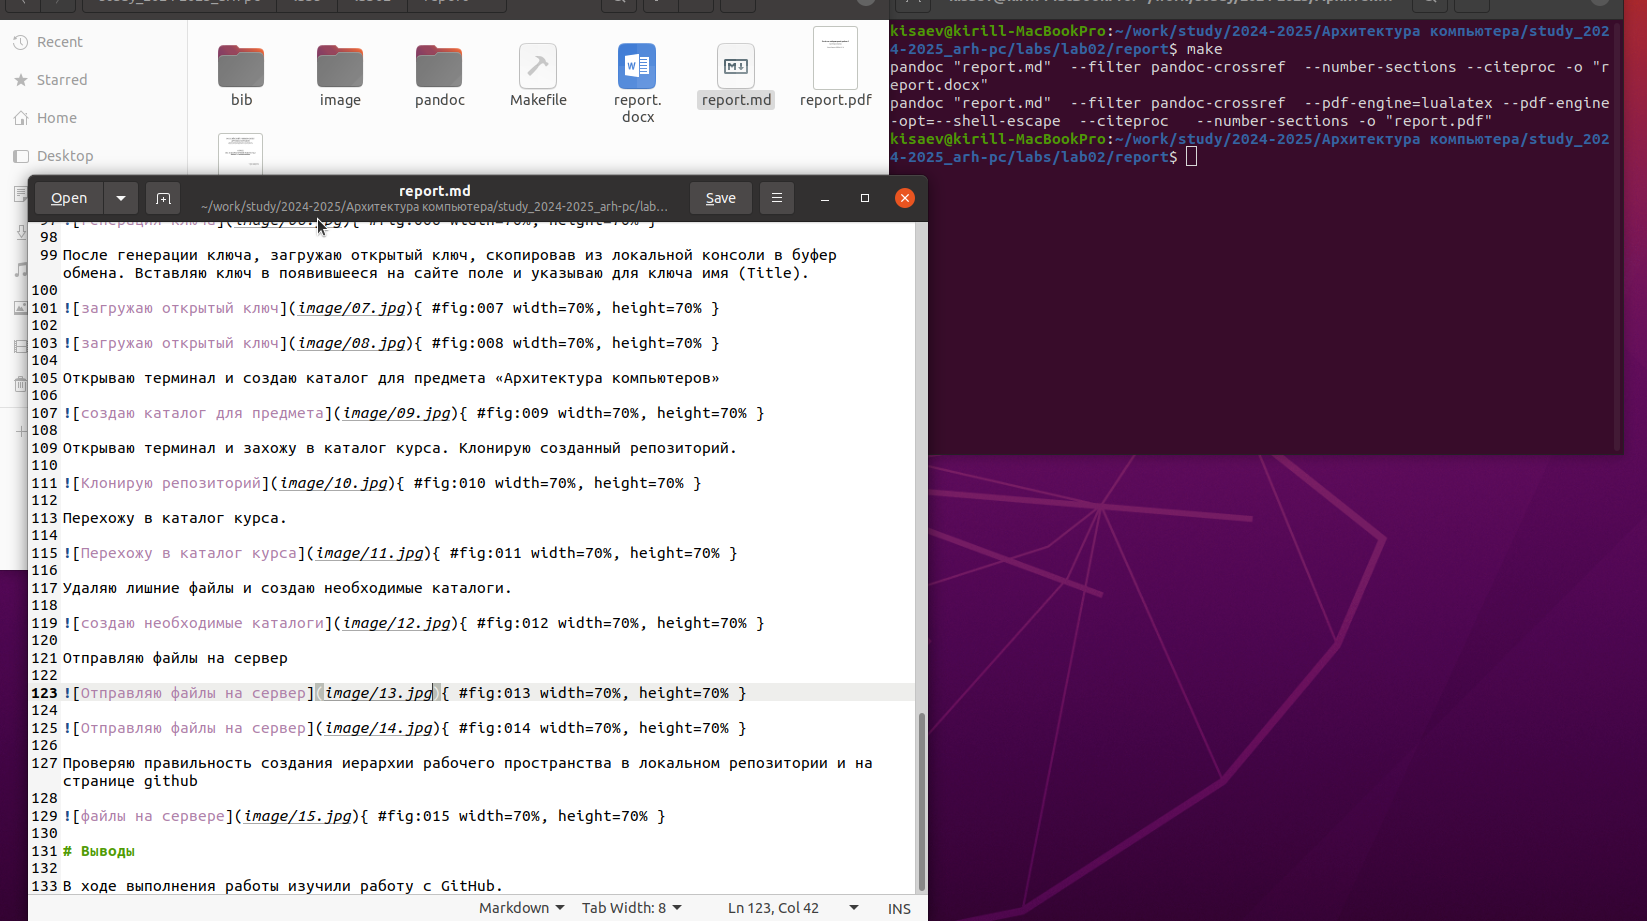 Recent
Starred
Home
Desktop
bib
image
pandoc
Makefile
report.
docx
report.md
report.pdf
kisaev@kirill-MacBookPro:~/work/study/2024-2025/Архитектура компьютера/study_202
4-2025_arh-pc/labs/lab02/report$ make
pandoc "report.md"  --filter pandoc-crossref  --number-sections --citeproc -o "r
eport.docx"
pandoc "report.md"  --filter pandoc-crossref  --pdf-engine=lualatex --pdf-engine
-opt=--shell-escape  --citeproc   --number-sections -o "report.pdf"
kisaev@kirill-MacBookPro:~/work/study/2024-2025/Архитектура компьютера/study_202
4-2025_arh-pc/labs/lab02/report$
Open
report.md
~/work/study/2024-2025/Архитектура компьютера/study_2024-2025_arh-pc/lab...
Save
98
99 После генерации ключа, загружаю открытый ключ, скопировав из локальной консоли в буфер
обмена. Вставляю ключ в появившееся на сайте поле и указываю для ключа имя (Title).
100
101 ![загружаю открытый ключ](image/07.jpg){ #fig:007 width=70%, height=70% }
102
103 ![загружаю открытый ключ](image/08.jpg){ #fig:008 width=70%, height=70% }
104
105 Открываю терминал и создаю каталог для предмета «Архитектура компьютеров»
106
107 ![создаю каталог для предмета](image/09.jpg){ #fig:009 width=70%, height=70% }
108
109 Открываю терминал и захожу в каталог курса. Клонирую созданный репозиторий.
110
111 ![Клонирую репозиторий](image/10.jpg){ #fig:010 width=70%, height=70% }
112
113 Перехожу в каталог курса.
114
115 ![Перехожу в каталог курса](image/11.jpg){ #fig:011 width=70%, height=70% }
116
117 Удаляю лишние файлы и создаю необходимые каталоги.
118
119 ![создаю необходимые каталоги](image/12.jpg){ #fig:012 width=70%, height=70% }
120
121 Отправляю файлы на сервер
122
123 ![Отправляю файлы на сервер](image/13.jpg){ #fig:013 width=70%, height=70% }
124
125 ![Отправляю файлы на сервер](image/14.jpg){ #fig:014 width=70%, height=70% }
126
127 Проверяю правильность создания иерархии рабочего пространства в локальном репозитории и на
странице github
128
129 ![файлы на сервере](image/15.jpg){ #fig:015 width=70%, height=70% }
130
131 # Выводы
132
133 В ходе выполнения работы изучили работу с GitHub.
Markdown
Tab Width: 8
Ln 123, Col 42
INS